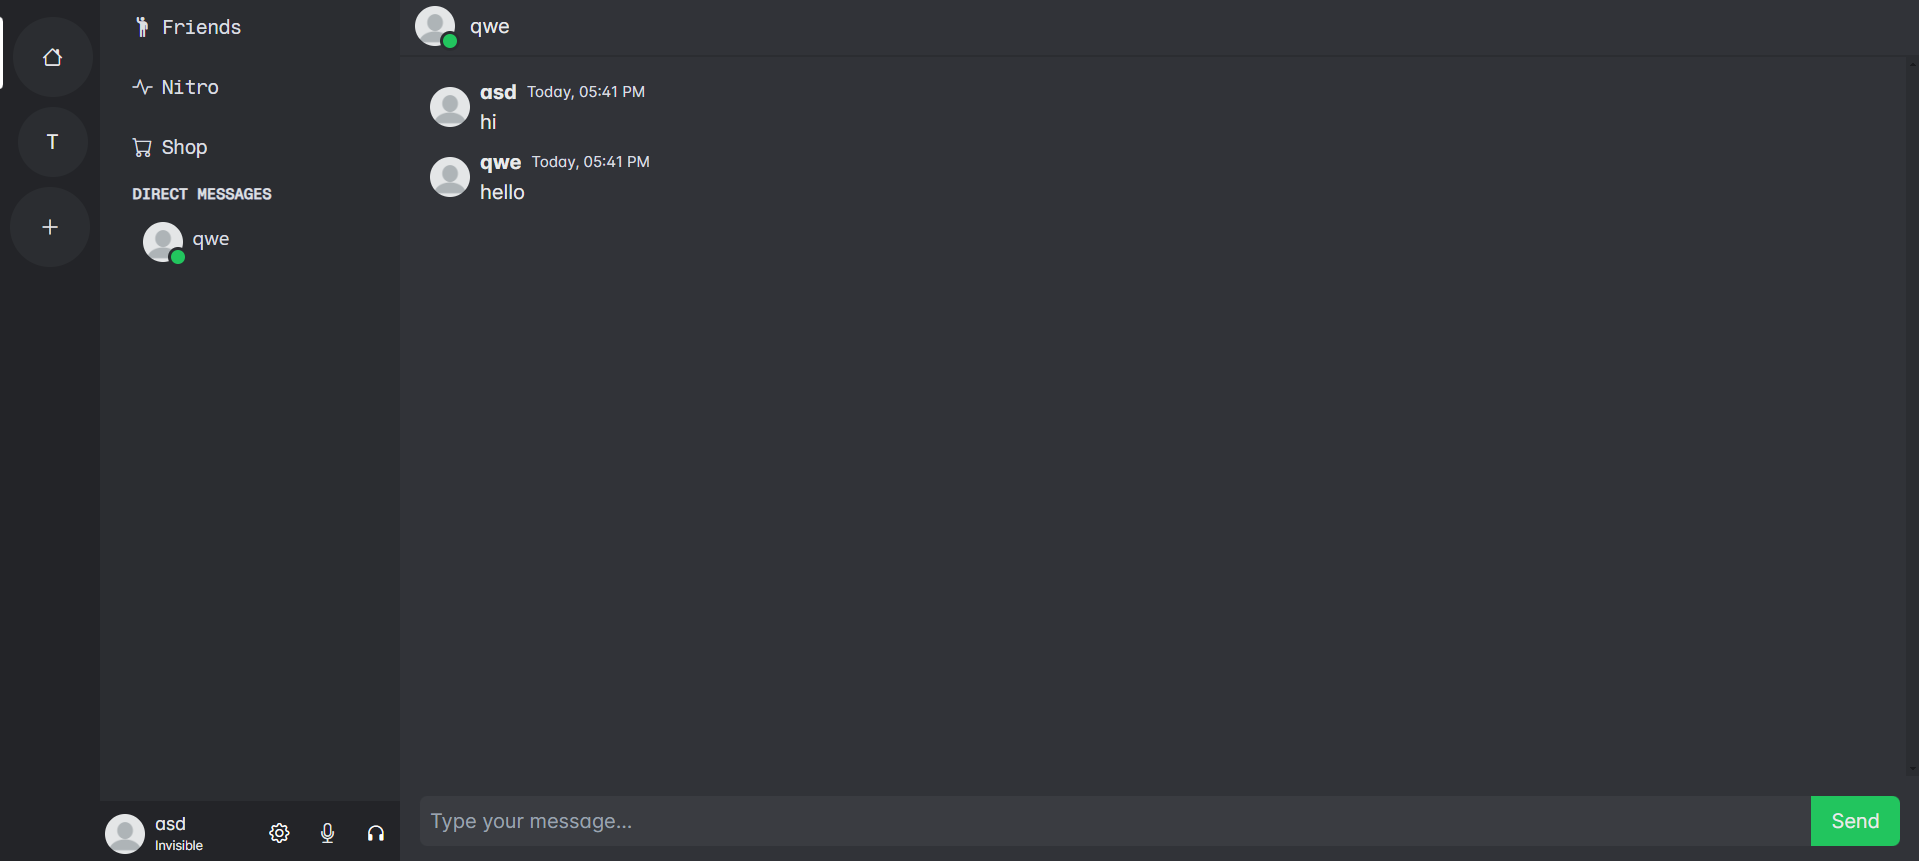 T
Friends
Nitro
Shop
DIRECT MESSAGES
qwe
asd
Invisible
qwe
asd Today, 05:41 PM
hi
qwe Today, 05:41 PM
hello
Type your message...
Send